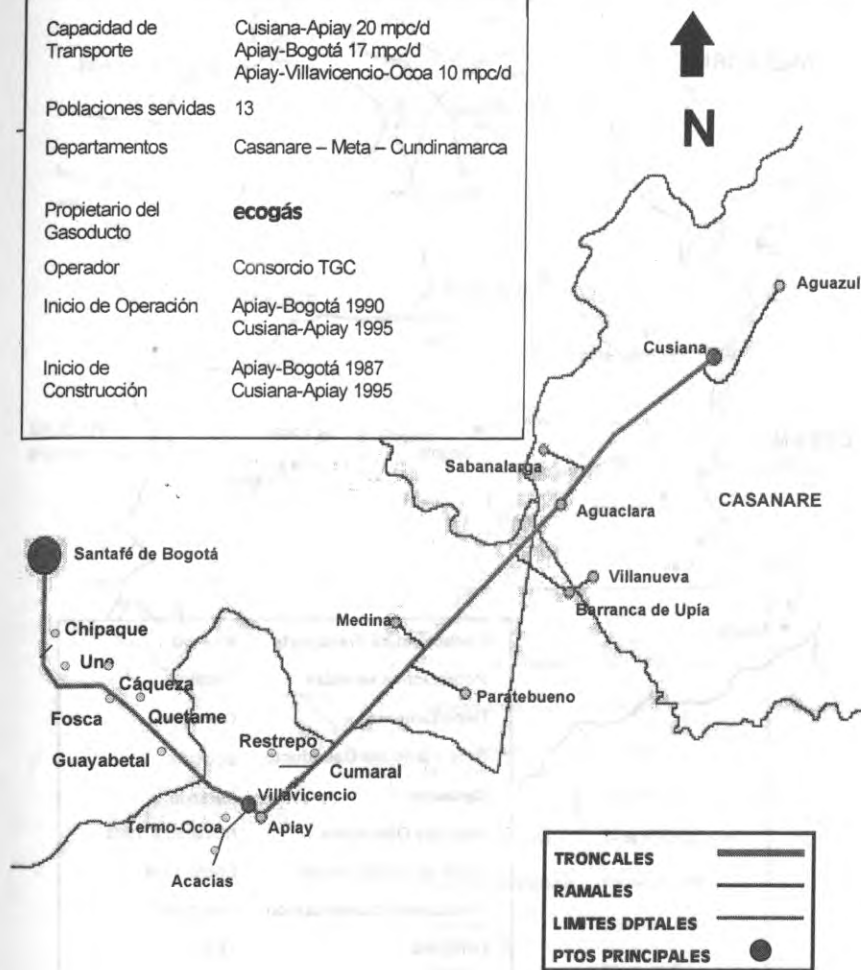 Capacidad de Cusiana-Apiay 20 mpc/d
Transporte Apiay-Bogotá 17 mpc/d
Apiay-Villavicencio-Ocoa 10 mpc/d
Poblaciones servidas 13
Departamentos Casanare – Meta – Cundinamarca
Propietario del ecogás
Gasoducto
Operador Consorcio TGC
Inicio de Operación Apiay-Bogotá 1990
Cusiana-Apiay 1995
Inicio de Apiay-Bogotá 1987
Construcción Cusiana-Apiay 1995
N
Aguazul
Cusiana
Sabanalarga
Aguaclara
CASANARE
Santafé de Bogotá
Villanueva
Barranca de Upía
Medina
Chipaque
Une
Cáqueza
Paratebueno
Fosca
Quetame
Guayabetal
Restrepo
Cumaral
Villavicencio
Termo-Ocoa
Apiay
Acacias
TRONCALES
RAMALES
LIMITES DPTALES
PTOS PRINCIPALES